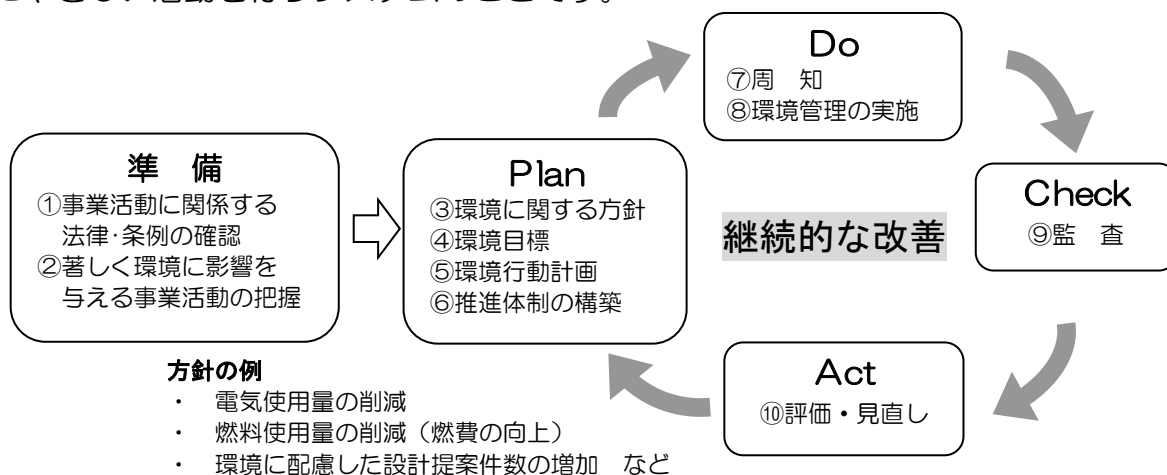 準　備
①事業活動に関係する
法律・条例の確認
②著しく環境に影響を
与える事業活動の把握
Plan
③環境に関する方針
④環境目標
⑤環境行動計画
⑥推進体制の構築
Do
⑦周　知
⑧環境管理の実施
継続的な改善
Check
⑨監　査
Act
⑩評価・見直し
方針の例
・　電気使用量の削減
・　燃料使用量の削減（燃費の向上）
・　環境に配慮した設計提案件数の増加　など